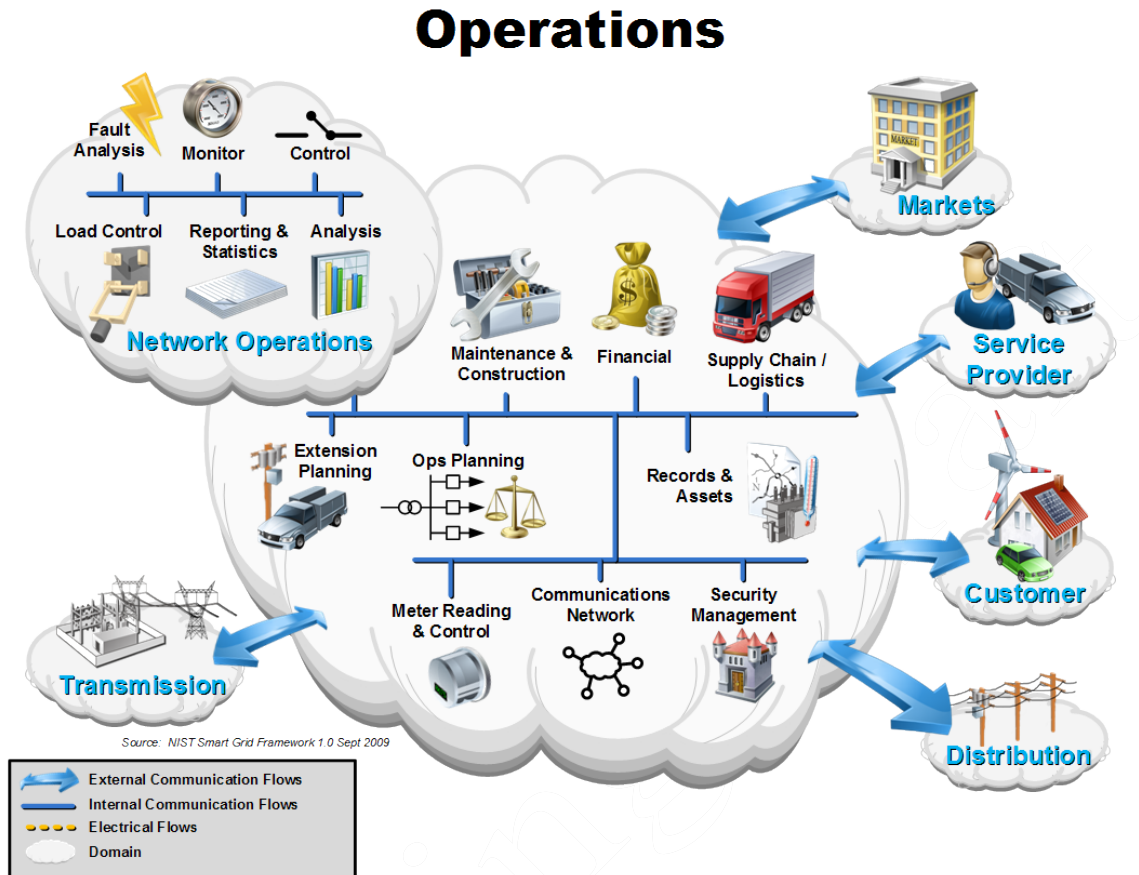 Operations
Fault
Analysis
Monitor
Control
Load Control
Reporting &
Statistics
Analysis
Network Operations
MARKET
Markets
Maintenance &
Construction
Financial
$
Supply Chain /
Logistics
Service
Provider
Extension
Planning
Ops Planning
Records &
Assets
N
Customer
Meter Reading
& Control
Communications
Network
Security
Management
Transmission
Distribution
Source: NIST Smart Grid Framework 1.0 Sept 2009
External Communication Flows
Internal Communication Flows
Electrical Flows
Domain